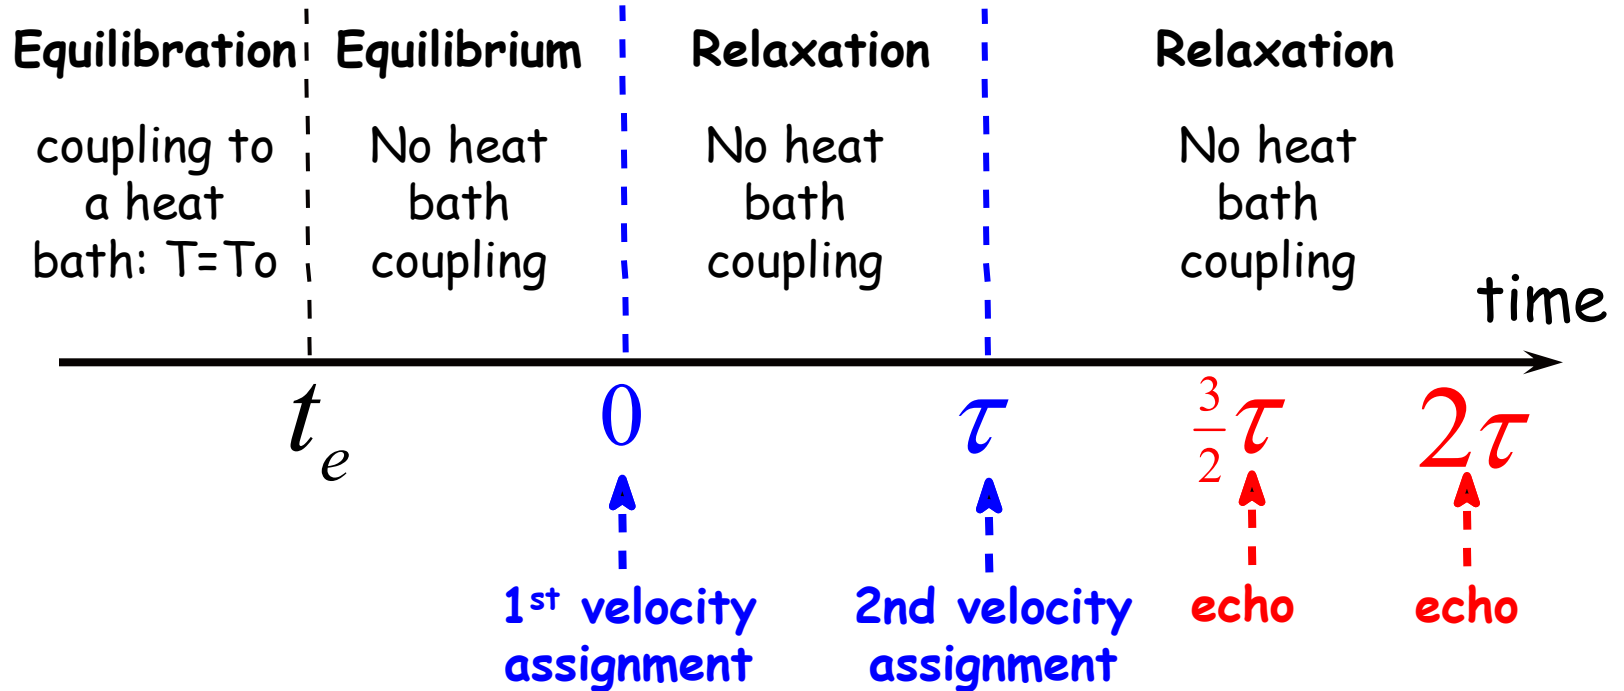 Equilibration
Equilibrium
Relaxation
Relaxation
coupling to
a heat
bath: T=To
No heat
bath
coupling
No heat
bath
coupling
No heat
bath
coupling
time
tₑ
0
τ
3/2 τ
2τ
1st velocity
assignment
2nd velocity
assignment
echo
echo